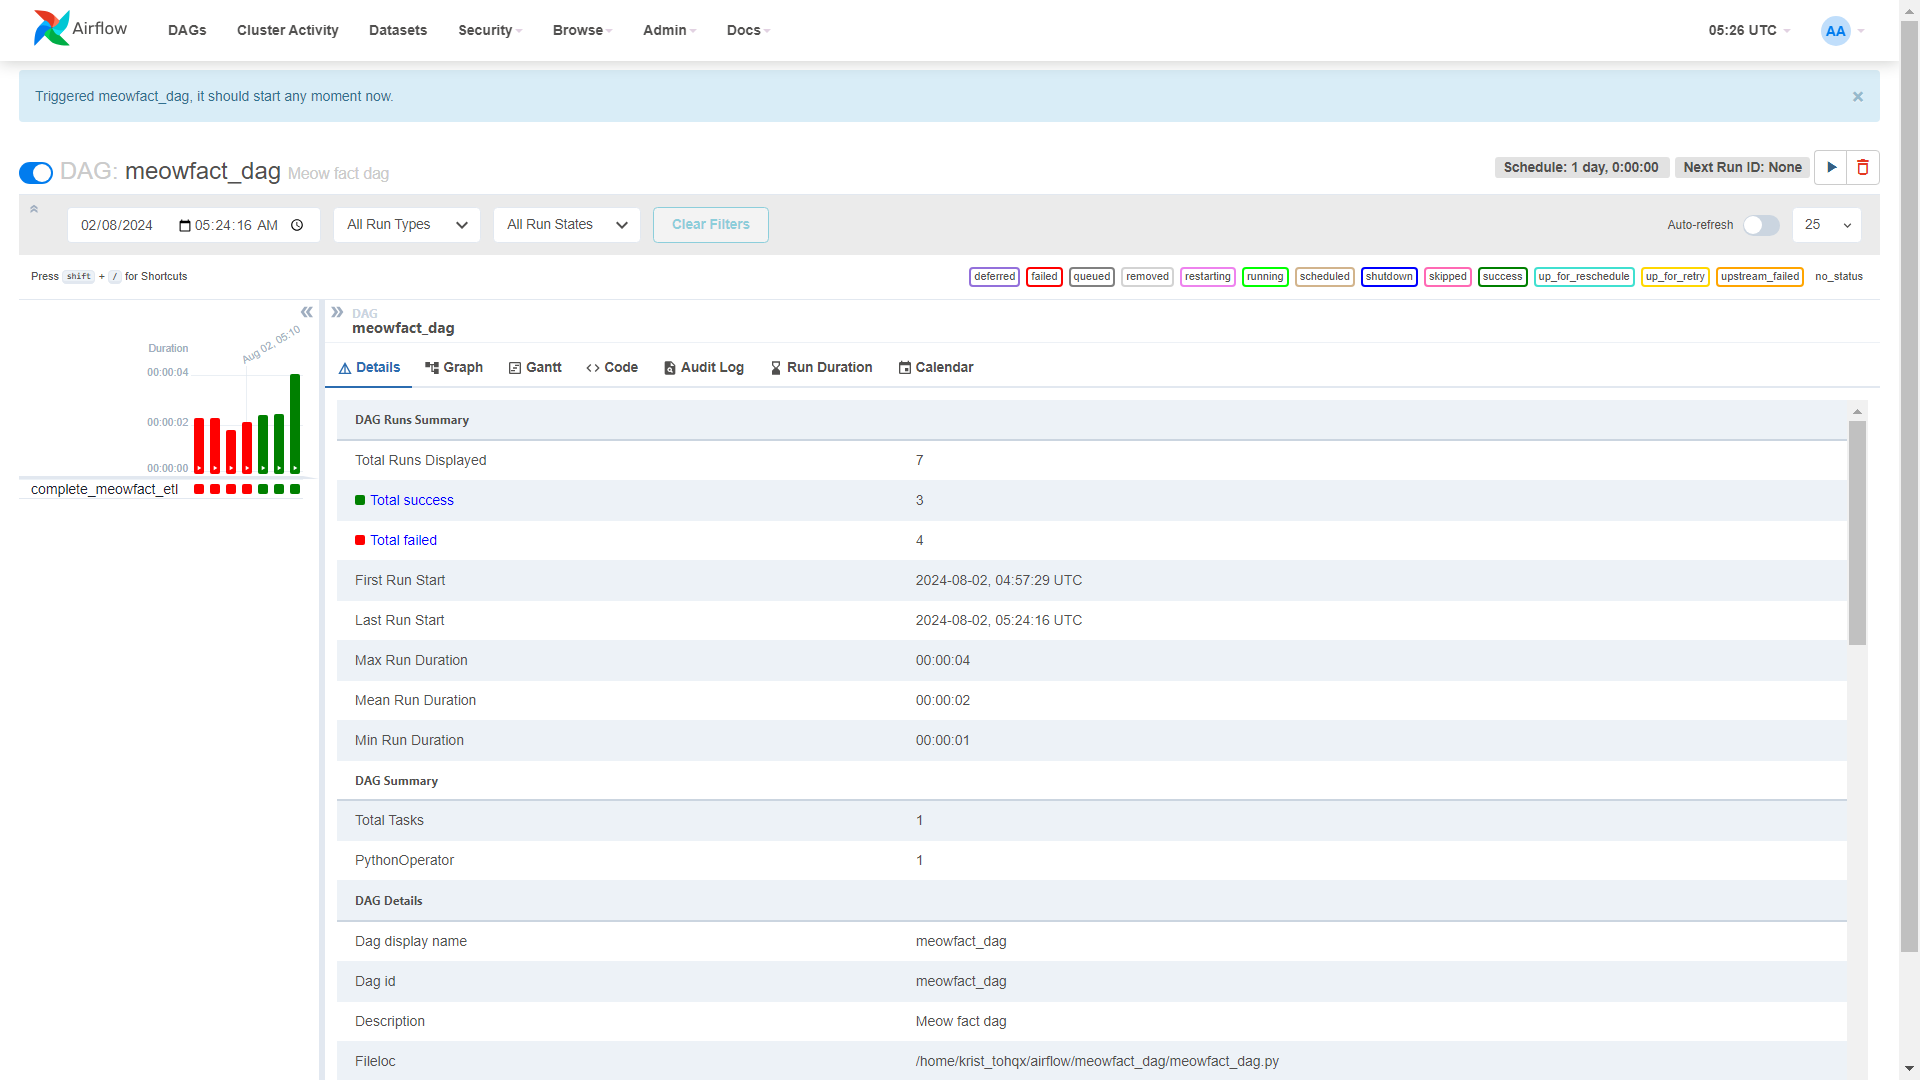 Airflow
DAGs Cluster Activity Datasets Security Browse Admin Docs 05:26 UTC AA
Triggered meowfact_dag, it should start any moment now. ×
DAG: meowfact_dag Meow fact dag Schedule: 1 day, 0:00:00 Next Run ID: None
02/08/2024 05:24:16 AM All Run Types All Run States Clear Filters Auto-refresh 25
Press shift + / for Shortcuts deferred failed queued removed restarting running scheduled shutdown skipped success up_for_reschedule up_for_retry upstream_failed no_status
DAG
meowfact_dag
Aug 02, 05:10
Duration
00:00:04
00:00:02
00:00:00
complete_meowfact_etl
Details Graph Gantt Code Audit Log Run Duration Calendar
DAG Runs Summary
Total Runs Displayed 7
Total success 3
Total failed 4
First Run Start 2024-08-02, 04:57:29 UTC
Last Run Start 2024-08-02, 05:24:16 UTC
Max Run Duration 00:00:04
Mean Run Duration 00:00:02
Min Run Duration 00:00:01
DAG Summary
Total Tasks 1
PythonOperator 1
DAG Details
Dag display name meowfact_dag
Dag id meowfact_dag
Description Meow fact dag
Fileloc /home/krist_tohqx/airflow/meowfact_dag/meowfact_dag.py